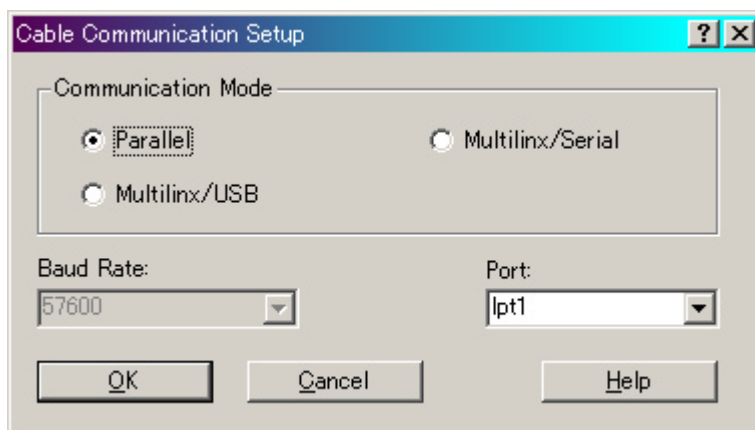 Cable Communication Setup
Communication Mode
Parallel
Multilinx/Serial
Multilinx/USB
Baud Rate:
Port:
57600
lpt1
OK
Cancel
Help